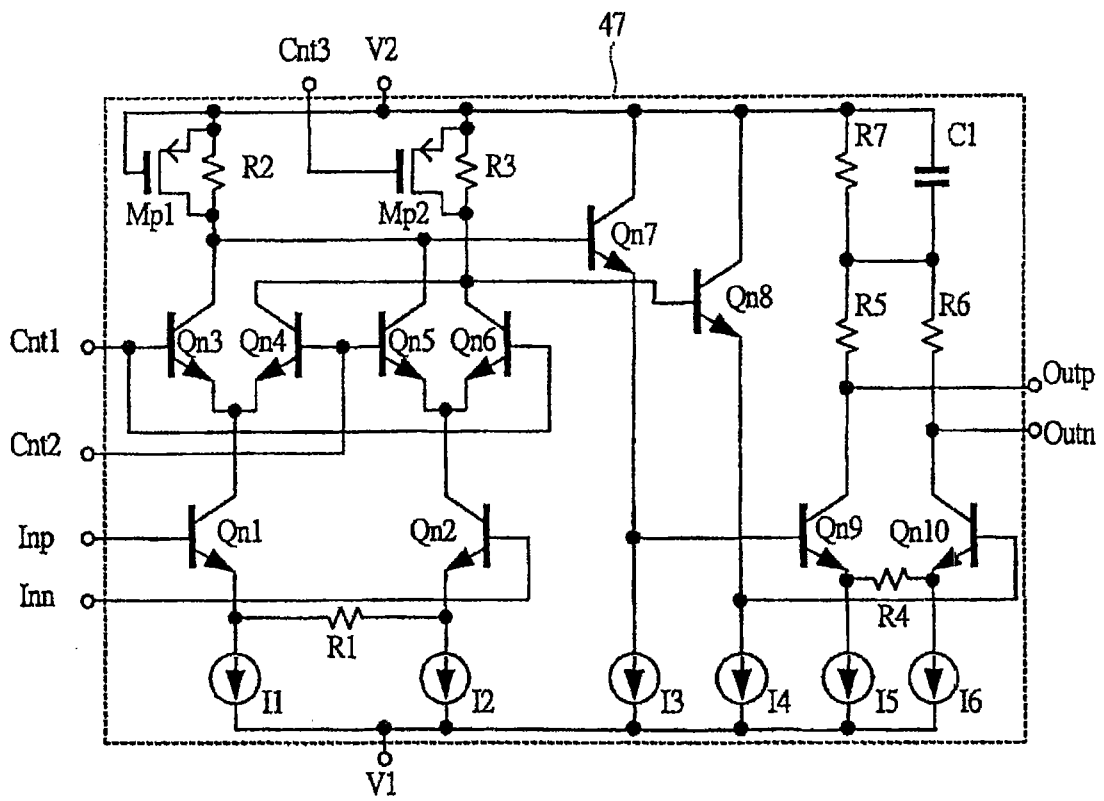 47
Cnt3
V2
R7
C1
R2
R3
Mp1
Mp2
Qn7
Qn8
R5
R6
Cnt1
Qn3
Qn4
Qn5
Qn6
Outp
Cnt2
Outn
Inp
Qn1
Qn2
Qn9
Qn10
Inn
R1
R4
I1
I2
I3
I4
I5
I6
V1